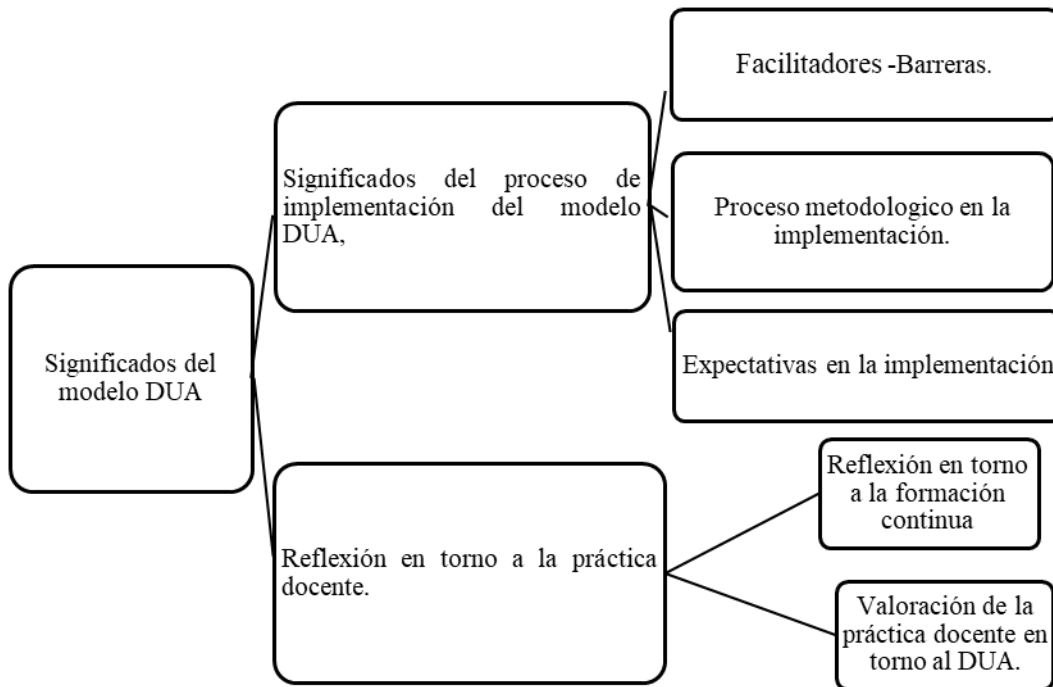 Significados del
modelo DUA
Significados del proceso de
implementación del modelo
DUA,
Facilitadores -Barreras.
Proceso metodologico en la
implementación.
Expectativas en la implementación
Reflexión en torno a la práctica
docente.
Reflexión en torno
a la formación
continua
Valoración de la
práctica docente en
torno al DUA.